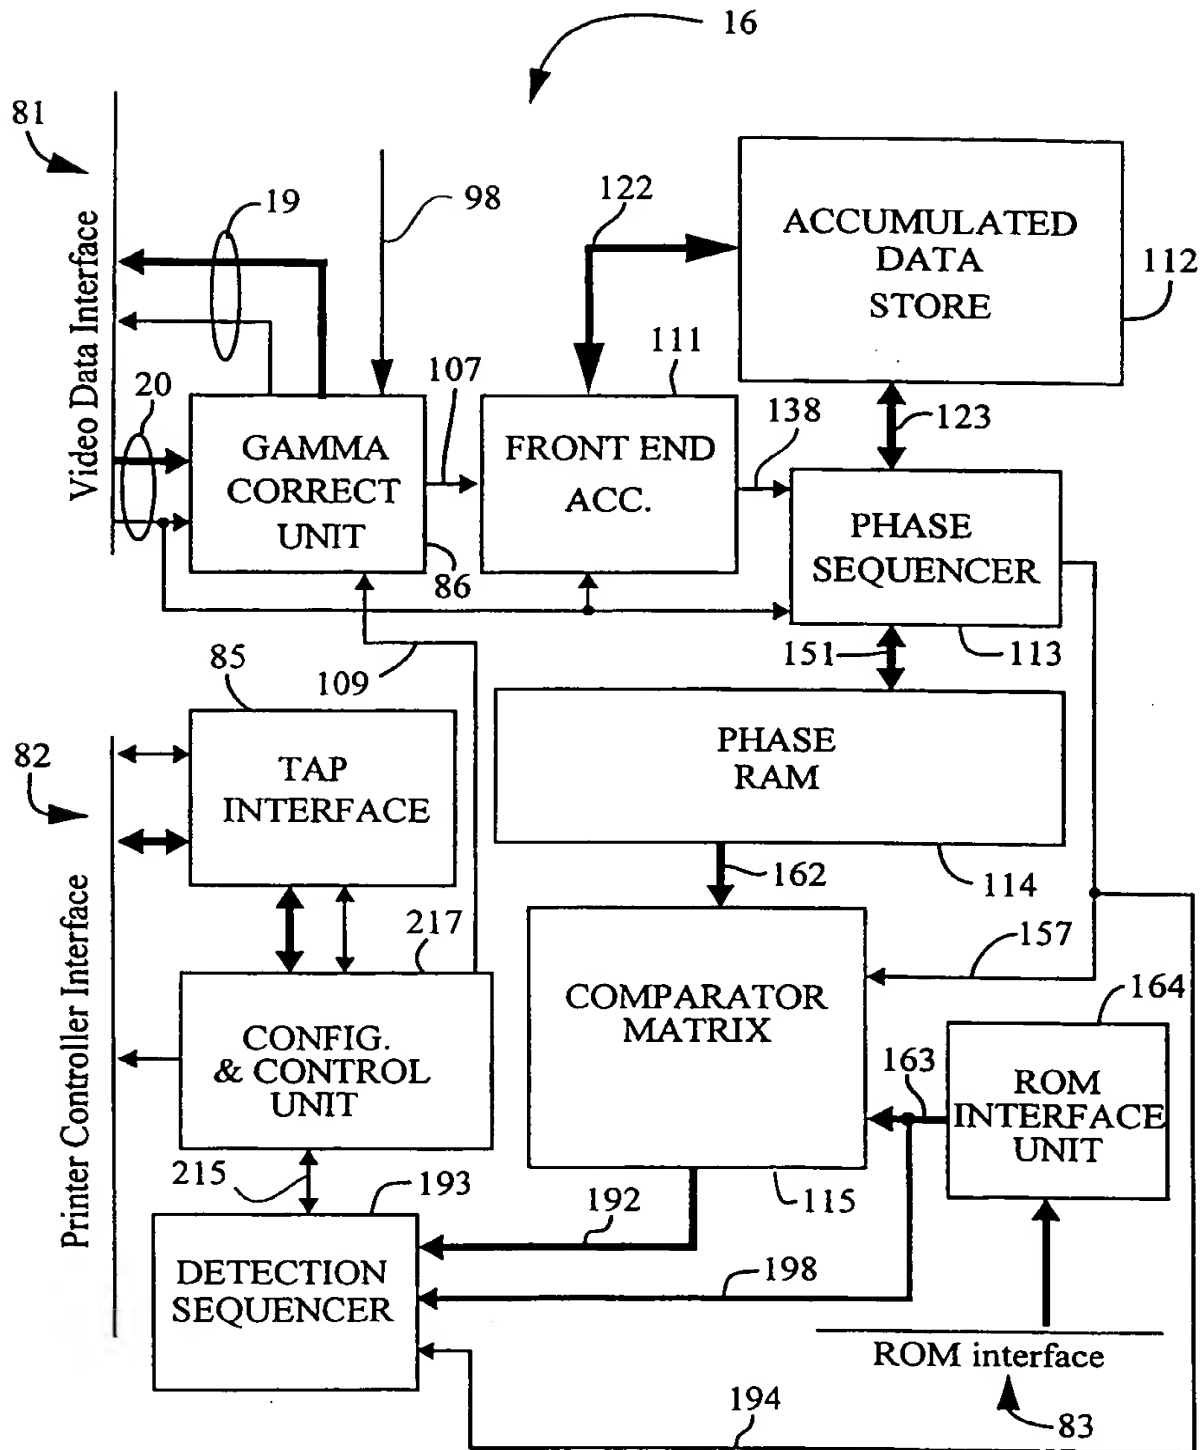 16
81
19
98
122
ACCUMULATED
DATA
STORE
112
Video Data Interface
20
107
111
138
123
GAMMA
CORRECT
UNIT
FRONT END
ACC.
PHASE
SEQUENCER
86
85
109
151
113
82
TAP
INTERFACE
PHASE
RAM
162
114
217
157
164
Printer Controller Interface
CONFIG.
& CONTROL
UNIT
COMPARATOR
MATRIX
163
ROM
INTERFACE
UNIT
215
193
192
115
DETECTION
SEQUENCER
198
ROM interface
194
83